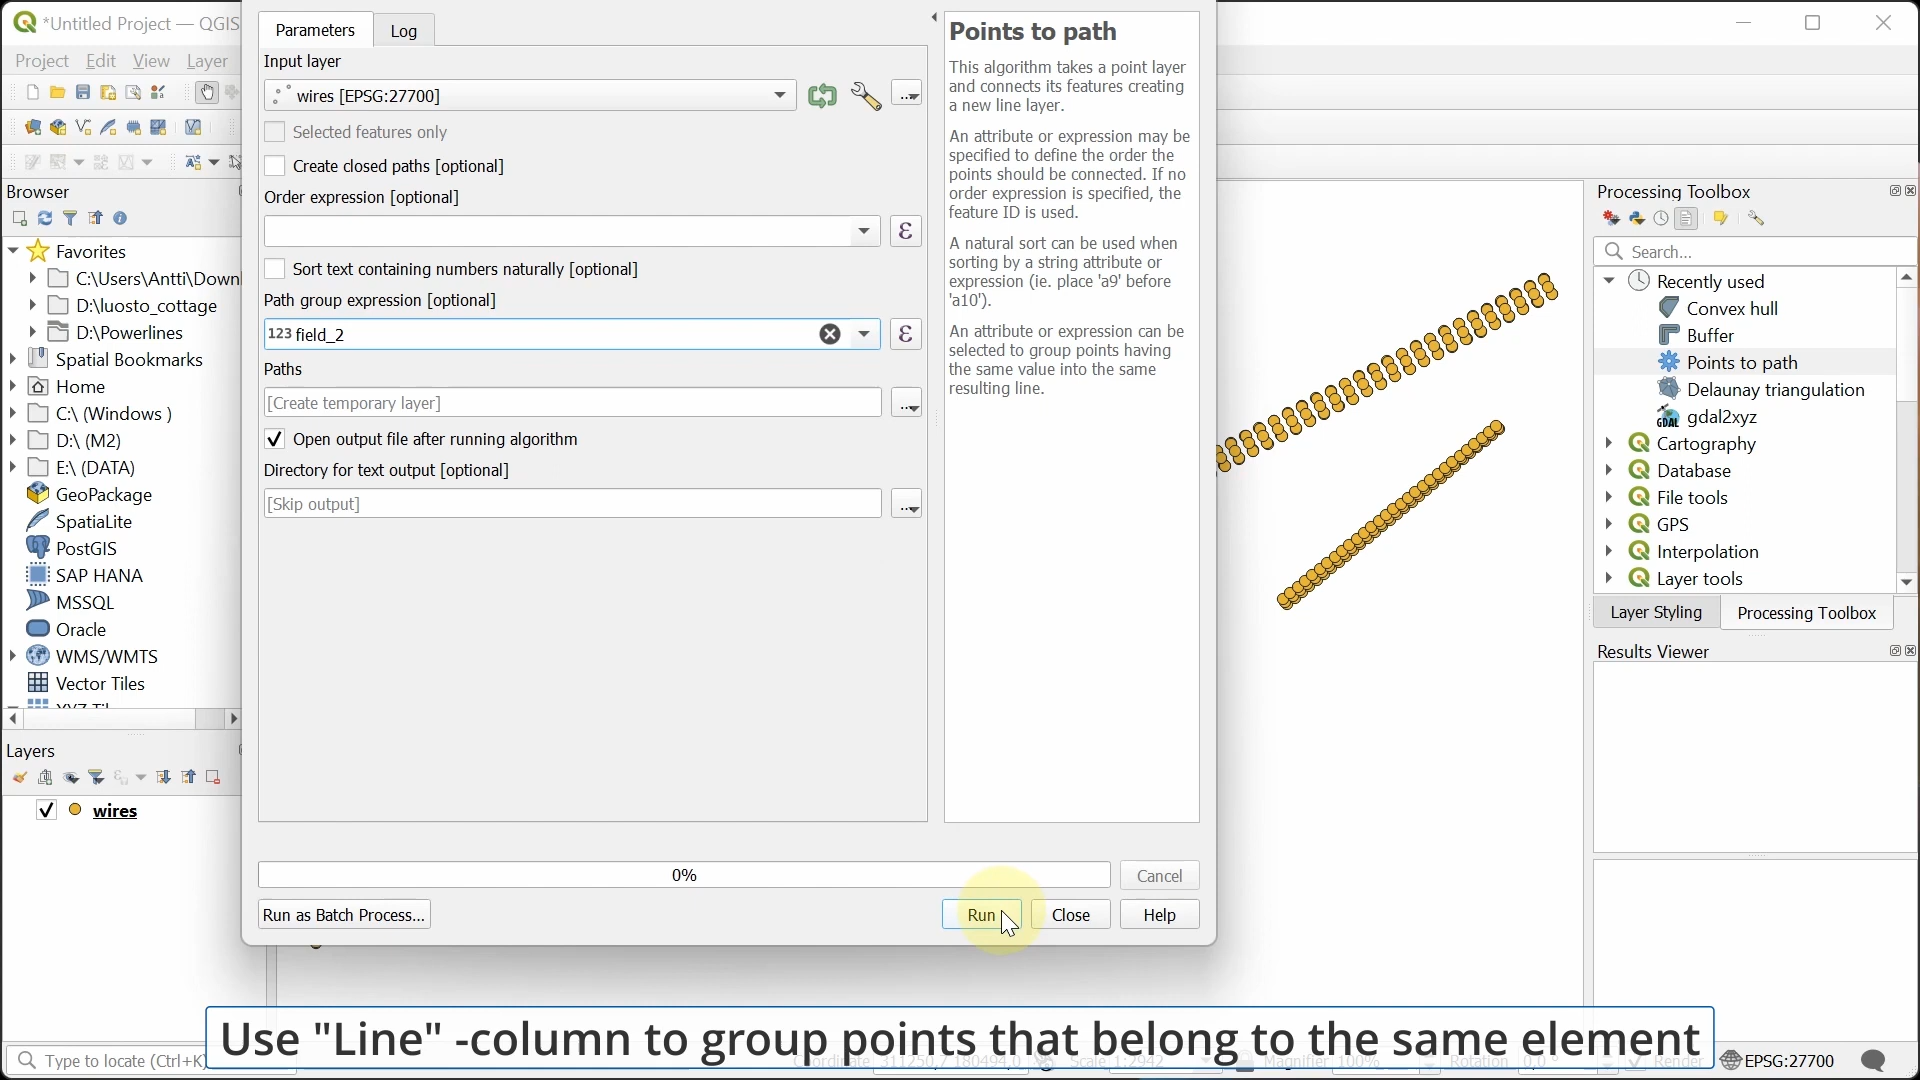 *Untitled Project — QGIS
Project Edit View Layer
Browser
Favorites
C:\Users\Antti\Downl
D:\luosto_cottage
D:\Powerlines
Spatial Bookmarks
Home
C:\ (Windows )
D:\ (M2)
E:\ (DATA)
GeoPackage
SpatiaLite
PostGIS
SAP HANA
MSSQL
Oracle
WMS/WMTS
Vector Tiles
Layers
wires
Parameters
Log
Input layer
wires [EPSG:27700]
Selected features only
Create closed paths [optional]
Order expression [optional]
Sort text containing numbers naturally [optional]
Path group expression [optional]
123 field_2
Paths
[Create temporary layer]
Open output file after running algorithm
Directory for text output [optional]
[Skip output]
0%
Cancel
Run as Batch Process...
Run
Close
Help
Points to path
This algorithm takes a point layer
and connects its features creating
a new line layer.
An attribute or expression may be
specified to define the order the
points should be connected. If no
order expression is specified, the
feature ID is used.
A natural sort can be used when
sorting by a string attribute or
expression (ie. place 'a9' before
'a10').
An attribute or expression can be
selected to group points having
the same value into the same
resulting line.
Processing Toolbox
Search...
Recently used
Convex hull
Buffer
Points to path
Delaunay triangulation
GDAL gdal2xyz
Cartography
Database
File tools
GPS
Interpolation
Layer tools
Layer Styling
Processing Toolbox
Results Viewer
Use "Line" -column to group points that belong to the same element
Type to locate (Ctrl+K)
EPSG:27700